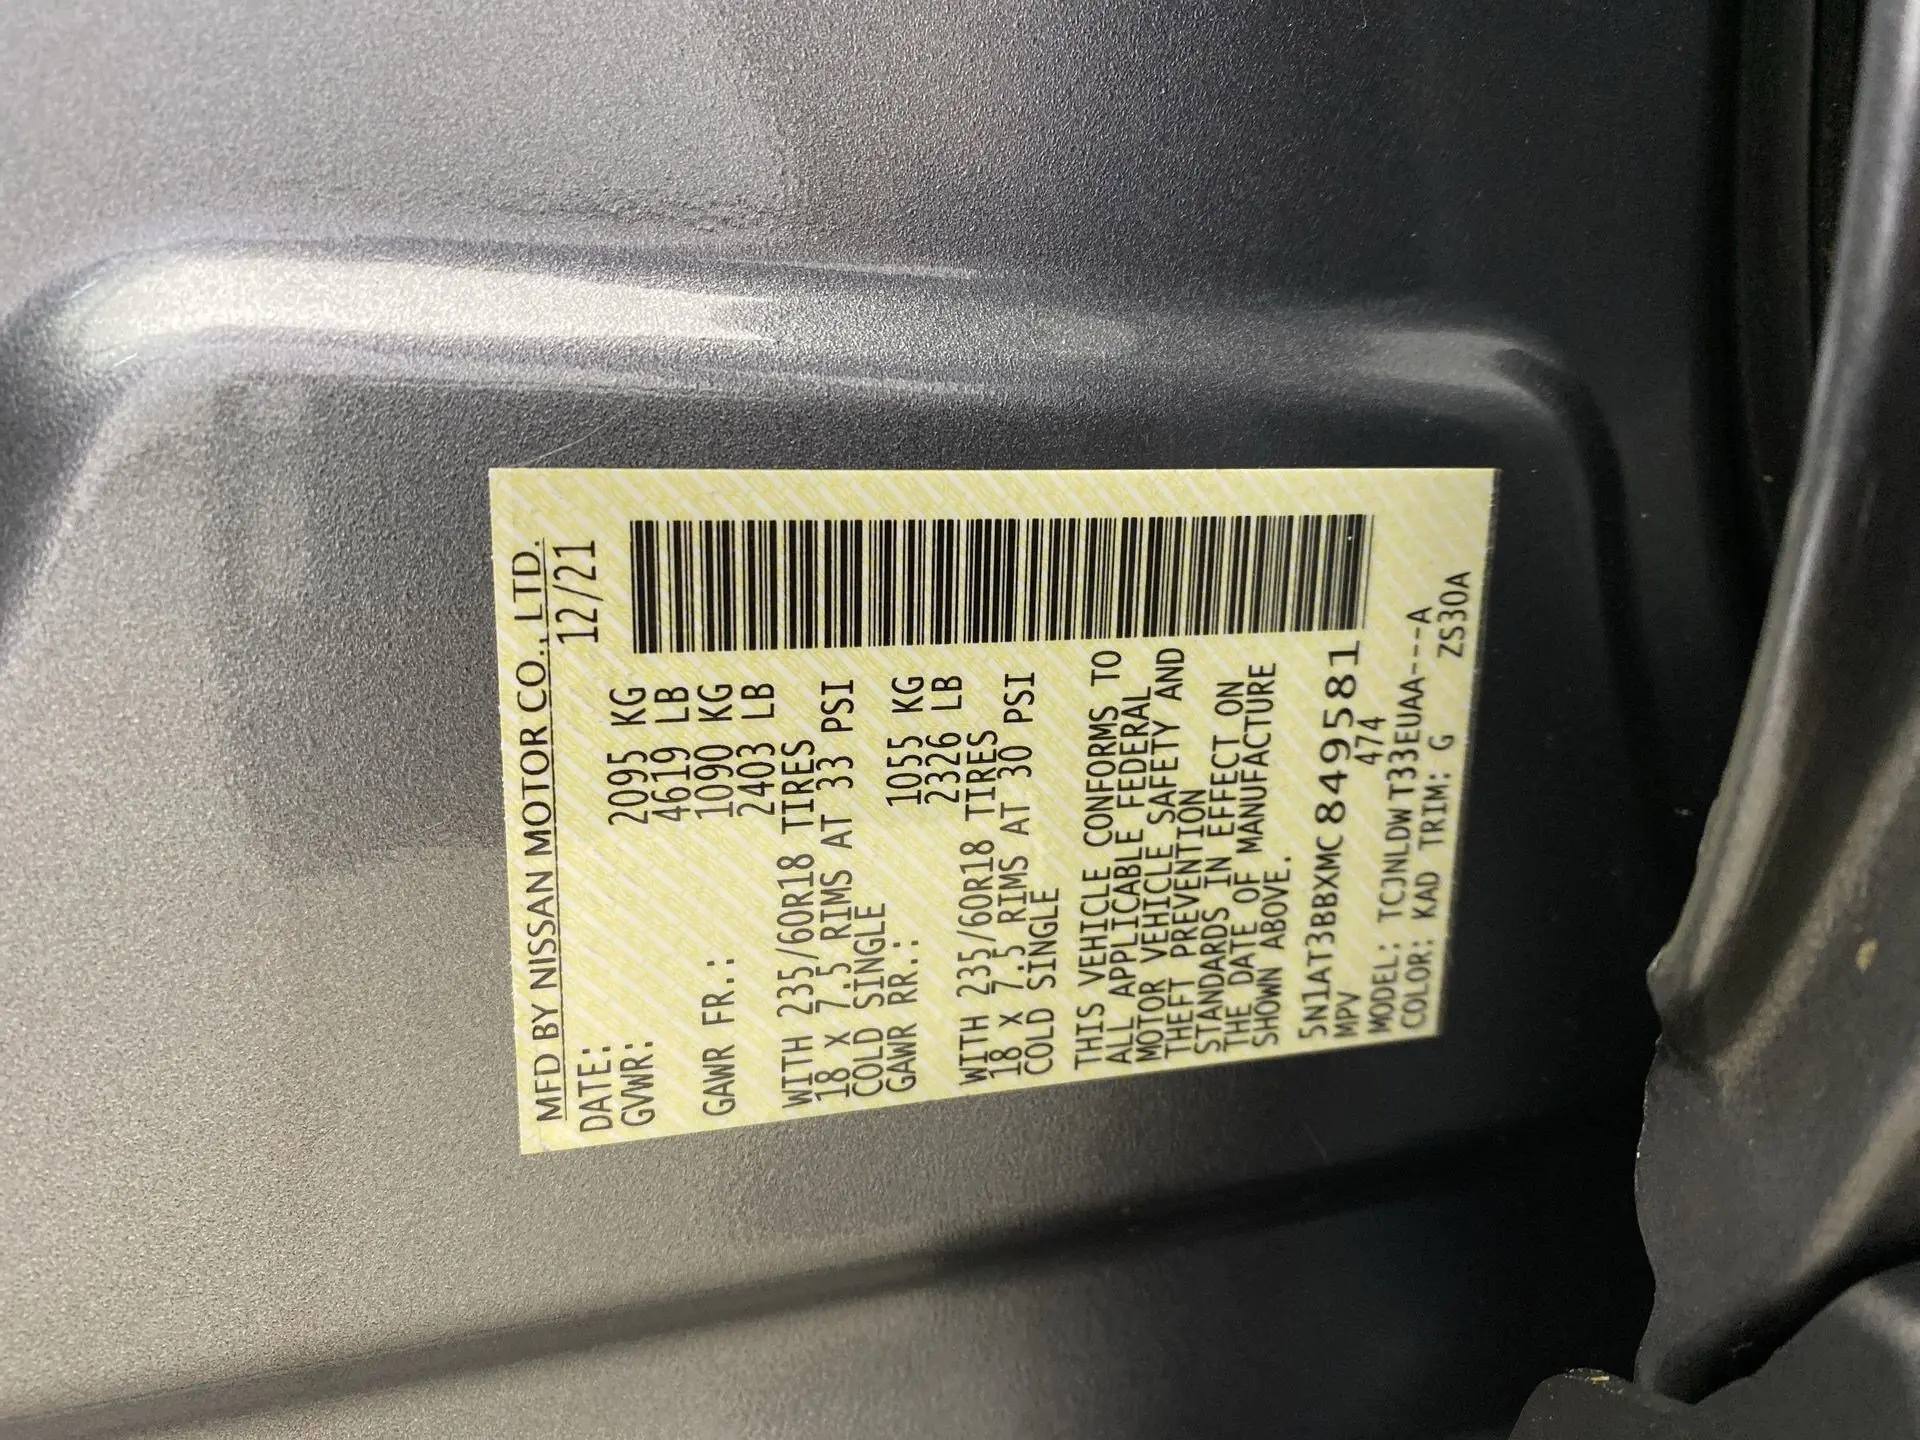 MFD BY NISSAN MOTOR CO., LTD.
DATE: 12/21
GVWR: 2095 KG
4619 LB
GAWR FR.: 1090 KG
2403 LB
WITH 235/60R18 TIRES
18 X 7.5 RIMS AT 33 PSI
COLD SINGLE
GAWR RR.: 1055 KG
2326 LB
WITH 235/60R18 TIRES
18 X 7.5 RIMS AT 30 PSI
COLD SINGLE
THIS VEHICLE CONFORMS TO
ALL APPLICABLE FEDERAL
MOTOR VEHICLE SAFETY AND
THEFT PREVENTION
STANDARDS IN EFFECT ON
THE DATE OF MANUFACTURE
SHOWN ABOVE.
5N1AT3BBXMC849581
MPV 474
MODEL: TCJNLDWT33EUAA---A
COLOR: KAD TRIM: G ZS30A